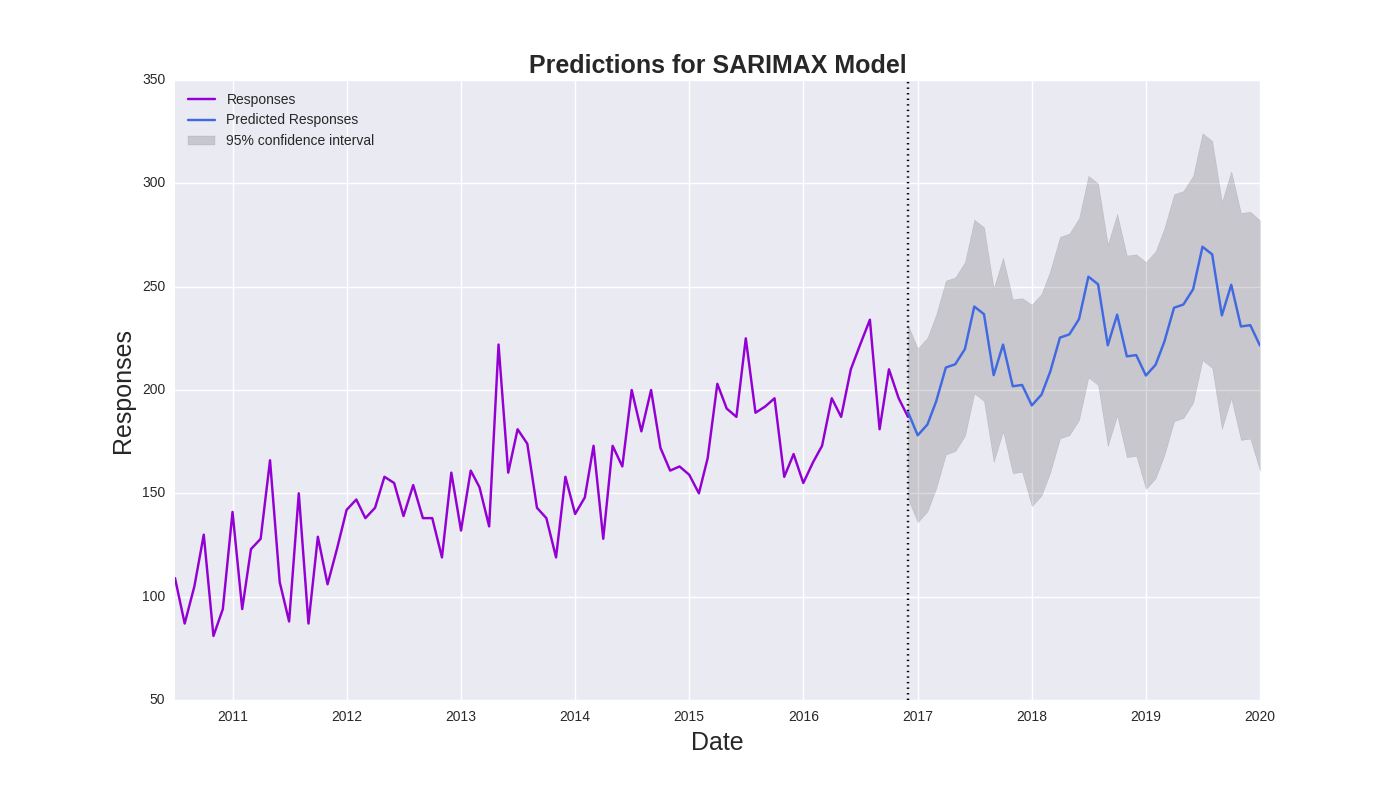 Predictions for SARIMAX Model
350
300
250
200
150
100
50
Responses
Responses
Predicted Responses
95% confidence interval
2011 2012 2013 2014 2015 2016 2017 2018 2019 2020
Date